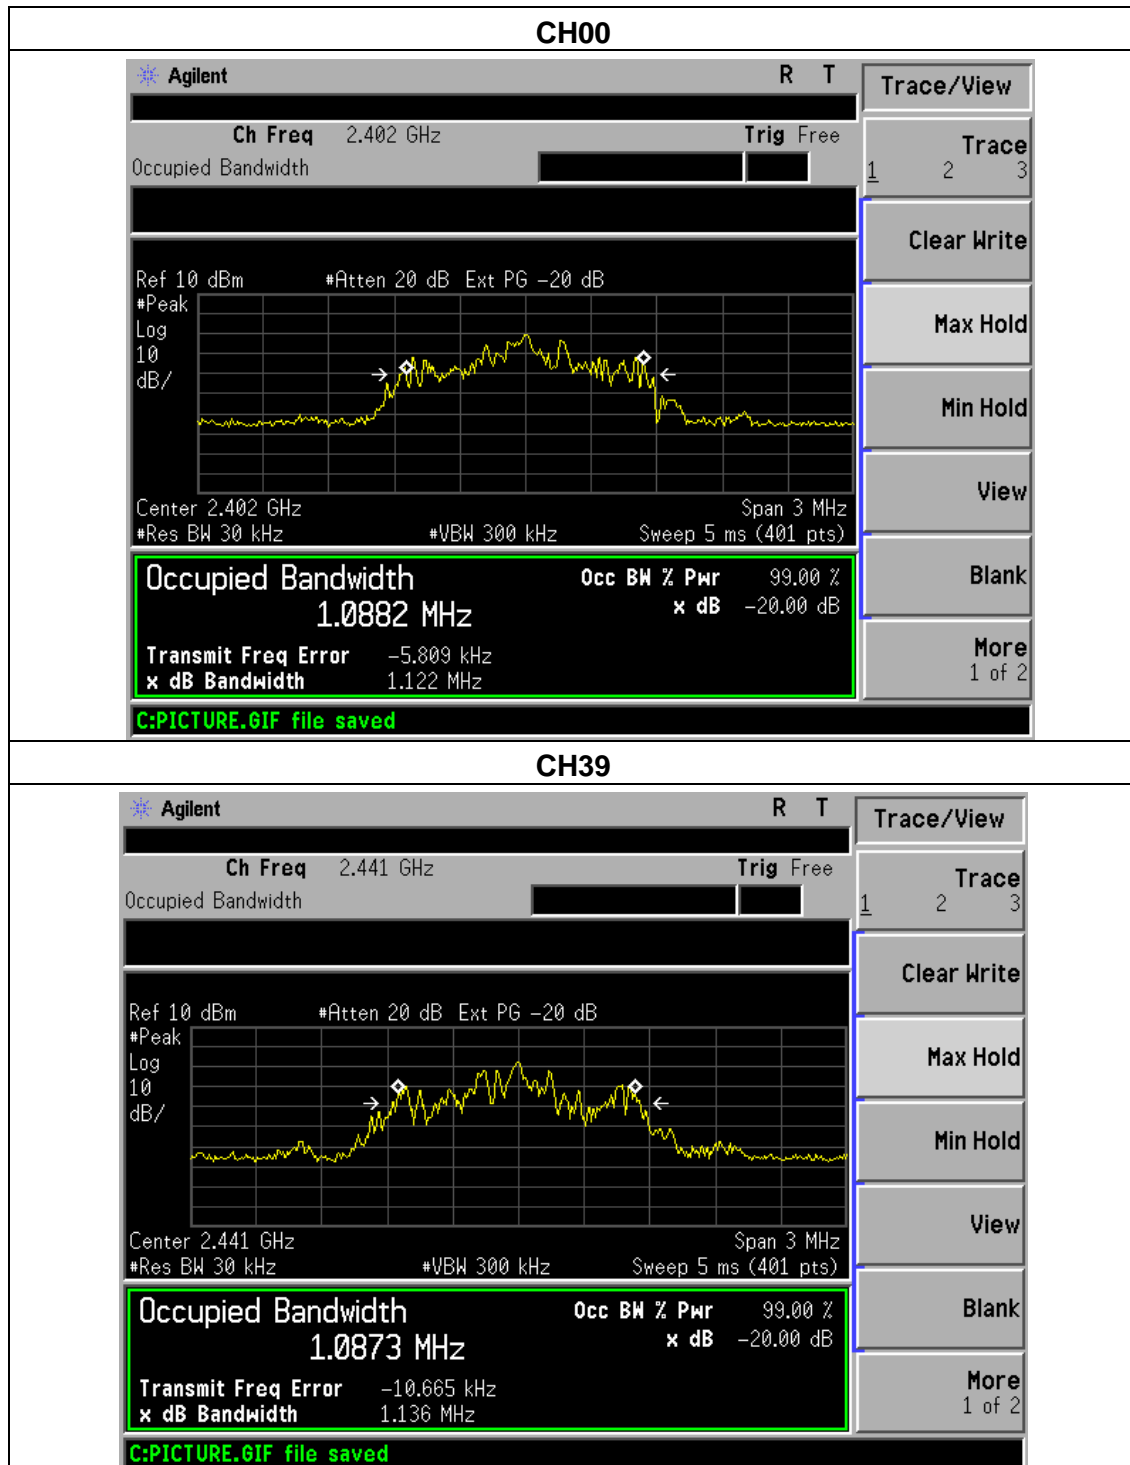 CH00
Agilent R T Trace/View
Ch Freq 2.402 GHz Trig Free
Occupied Bandwidth
Trace
1 2 3
Clear Write
Ref 10 dBm #Atten 20 dB Ext PG -20 dB
#Peak
Log
10
dB/
Max Hold
Min Hold
View
Center 2.402 GHz Span 3 MHz
#Res BW 30 kHz #VBW 300 kHz Sweep 5 ms (401 pts)
Occupied Bandwidth Occ BW % Pwr 99.00 %
1.0882 MHz x dB -20.00 dB
Blank
Transmit Freq Error -5.809 kHz
x dB Bandwidth 1.122 MHz
More
1 of 2
C:PICTURE.GIF file saved
CH39
Agilent R T Trace/View
Ch Freq 2.441 GHz Trig Free
Occupied Bandwidth
Trace
1 2 3
Clear Write
Ref 10 dBm #Atten 20 dB Ext PG -20 dB
#Peak
Log
10
dB/
Max Hold
Min Hold
View
Center 2.441 GHz Span 3 MHz
#Res BW 30 kHz #VBW 300 kHz Sweep 5 ms (401 pts)
Occupied Bandwidth Occ BW % Pwr 99.00 %
1.0873 MHz x dB -20.00 dB
Blank
Transmit Freq Error -10.665 kHz
x dB Bandwidth 1.136 MHz
More
1 of 2
C:PICTURE.GIF file saved